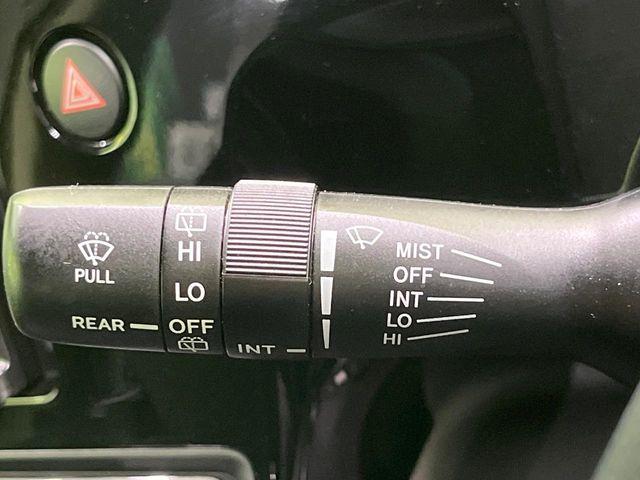 PULL
REAR
HI
LO
OFF
INT
MIST
OFF
INT
LO
HI